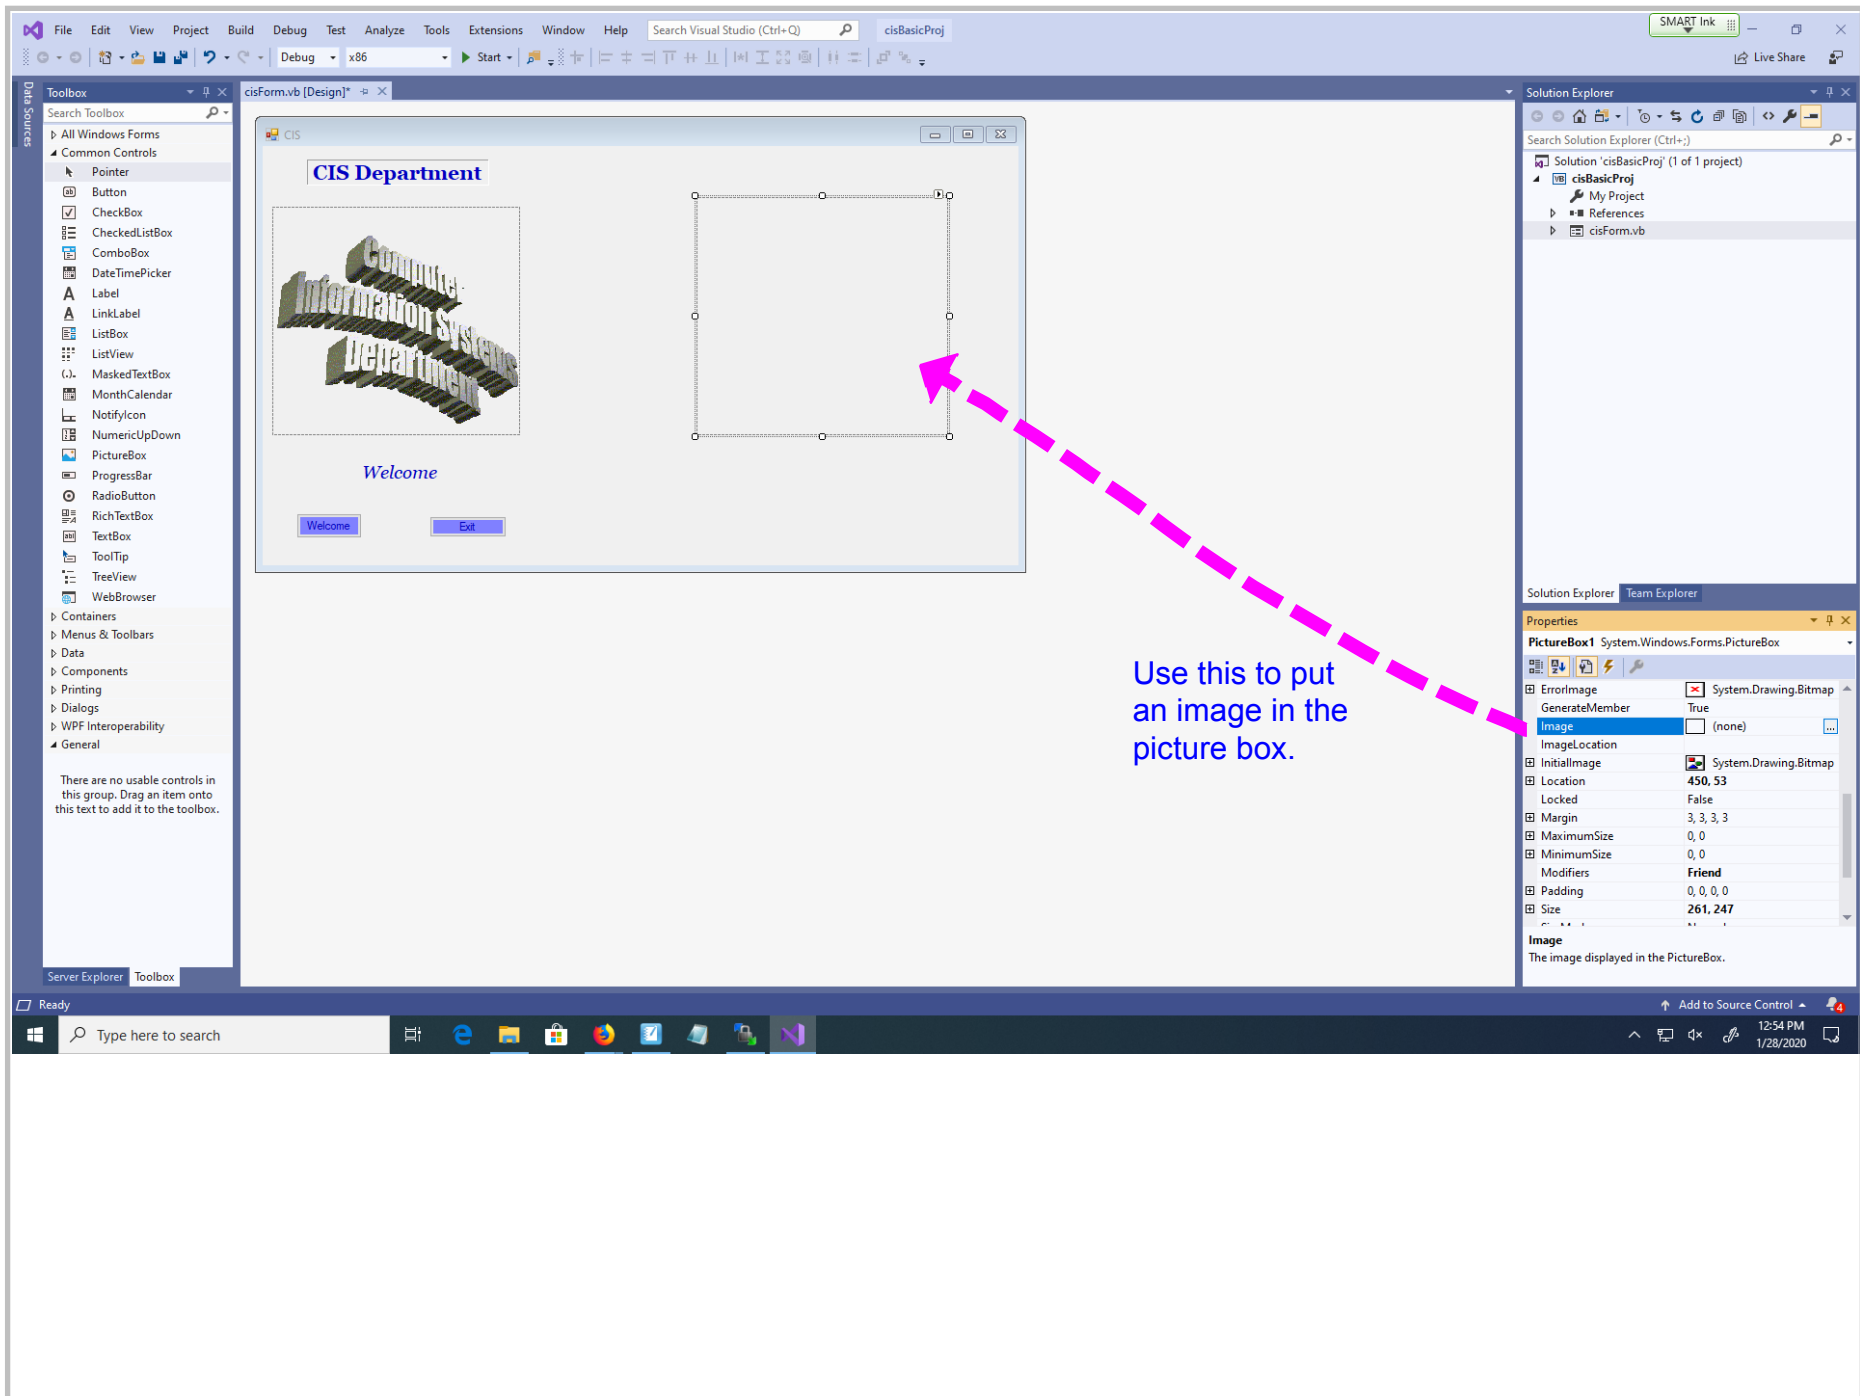 File Edit View Project Build Debug Test Analyze Tools Extensions Window Help Search Visual Studio (Ctrl+Q) cisBasicProj
SMART Ink
Debug x86 Start Live Share
Data Sources
Toolbox
Search Toolbox
All Windows Forms
Common Controls
Pointer
Button
CheckBox
CheckedListBox
ComboBox
DateTimePicker
Label
LinkLabel
ListBox
ListView
MaskedTextBox
MonthCalendar
NotifyIcon
NumericUpDown
PictureBox
ProgressBar
RadioButton
RichTextBox
TextBox
ToolTip
TreeView
WebBrowser
Containers
Menus & Toolbars
Data
Components
Printing
Dialogs
WPF Interoperability
General
There are no usable controls in
this group. Drag an item onto
this text to add it to the toolbox.
Server Explorer Toolbox
cisForm.vb [Design]*
CIS
CIS Department
Computer
Information Systems
Department
Welcome
Welcome Exit
Use this to put
an image in the
picture box.
Solution Explorer
Search Solution Explorer (Ctrl+;)
Solution 'cisBasicProj' (1 of 1 project)
cisBasicProj
My Project
References
cisForm.vb
Solution Explorer Team Explorer
Properties
PictureBox1 System.Windows.Forms.PictureBox
ErrorImage System.Drawing.Bitmap
GenerateMember True
Image (none) ...
ImageLocation
InitialImage System.Drawing.Bitmap
Location 450, 53
Locked False
Margin 3, 3, 3, 3
MaximumSize 0, 0
MinimumSize 0, 0
Modifiers Friend
Padding 0, 0, 0, 0
Size 261, 247
Image
The image displayed in the PictureBox.
Ready
Add to Source Control 4
Type here to search
12:54 PM
1/28/2020